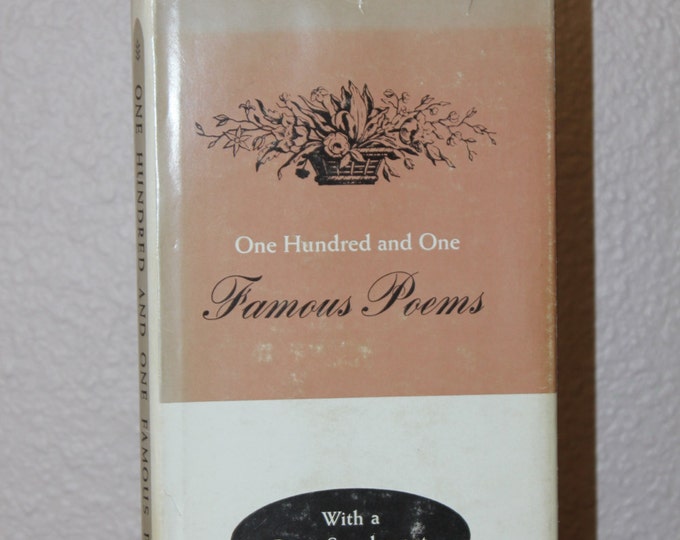 One Hundred and One
Famous Poems
With a
ONE HUNDRED AND ONE FAMOUS